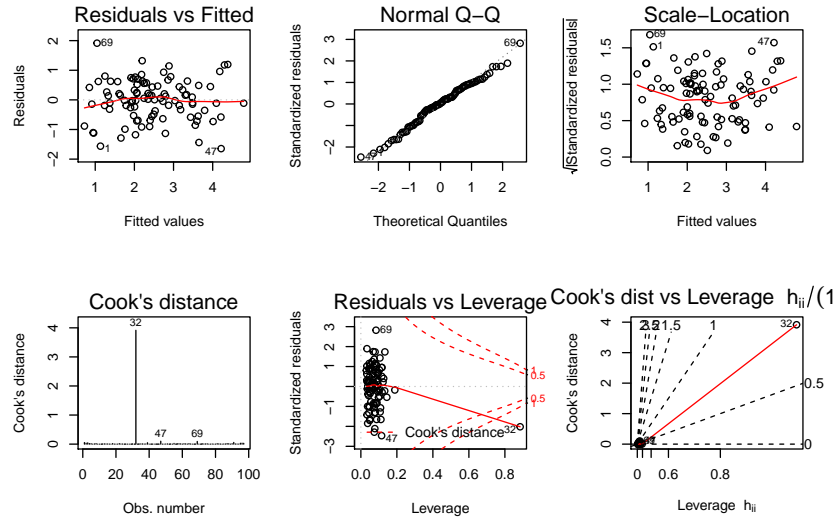 Residuals vs Fitted
Residuals
2
1
0
-1
-2
69
1
47
1 2 3 4
Fitted values
Normal Q-Q
Standardized residuals
3
2
1
0
-2
69
47
-2 -1 0 1 2
Theoretical Quantiles
Scale-Location
√|Standardized residuals|
1.5
1.0
0.5
0.0
69
1
47
1 2 3 4
Fitted values
Cook's distance
Cook's distance
4
3
2
1
0
32
47
69
0 20 40 60 80 100
Obs. number
Residuals vs Leverage
Standardized residuals
3
2
1
0
-1
-3
69
47
32
Cook's distance
1
0.5
0.5
1
0.0 0.2 0.4 0.6 0.8
Leverage
Cook's dist vs Leverage hii/(1
Cook's distance
4
3
2
1
0
1.5
1
0.5
0
32
0 0.6 0.8
Leverage hii